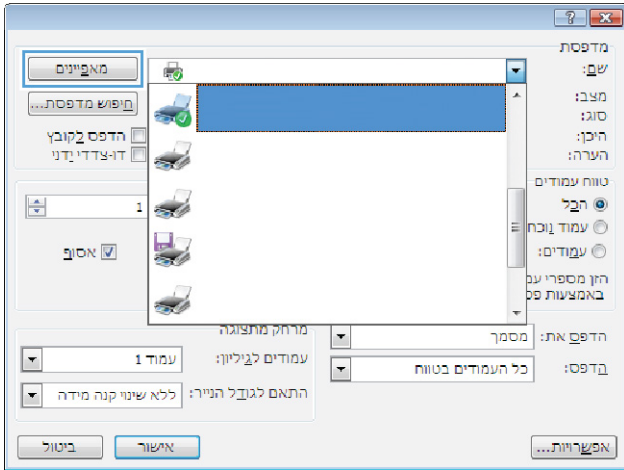 מדפסת
שם:
מאפיינים
מצב:
חיפוש מדפסת...
סוג:
היכן:
הדפס לקובץ
הערה:
דו-צדדי ידני
טווח עמודים
הכל
1
עמוד נוכח
עמודים:
אסוף
הזן מספרי
באמצעות
מרחק מתצוגה
הדפס את: מסמך
עמודים לגיליון: עמוד 1
הדפס: כל העמודים בטווח
התאם לגודל הנייר: ללא שינוי קנה מידה
אפשרויות...
אישור
ביטול